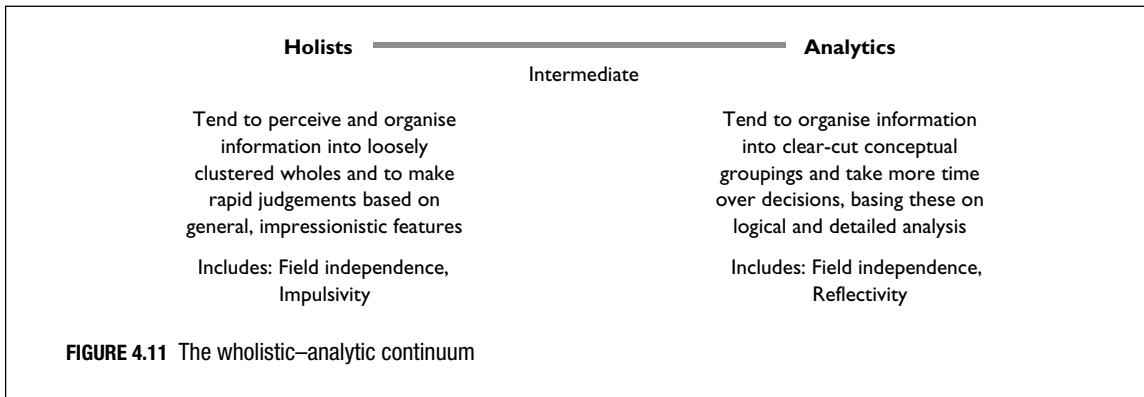 Holists Analytics
Intermediate
Tend to perceive and organise
information into loosely
clustered wholes and to make
rapid judgements based on
general, impressionistic features
Includes: Field independence,
Impulsivity
Tend to organise information
into clear-cut conceptual
groupings and take more time
over decisions, basing these on
logical and detailed analysis
Includes: Field independence,
Reflectivity
FIGURE 4.11 The wholistic–analytic continuum